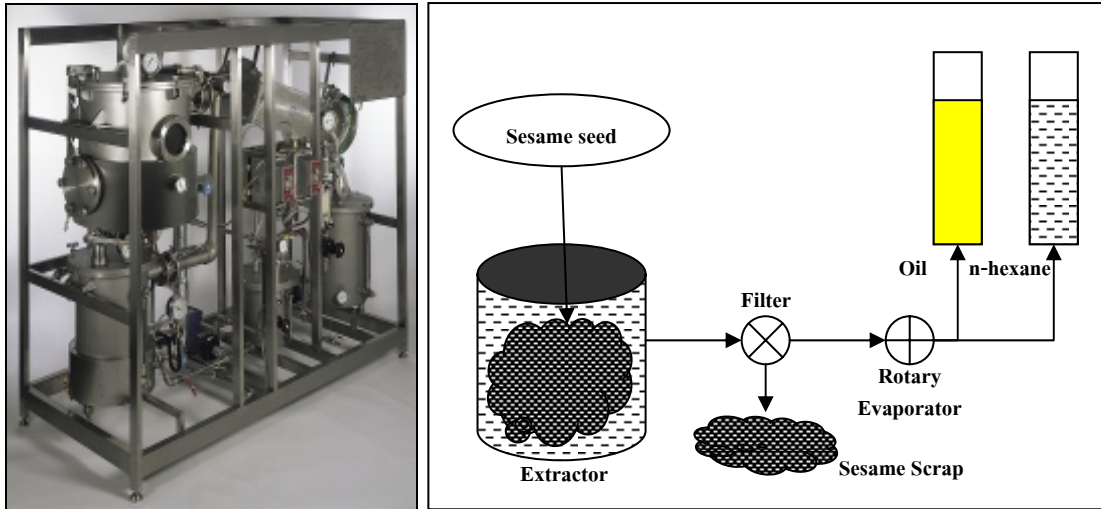 Sesame seed
Oil
n-hexane
Filter
Rotary
Evaporator
Extractor
Sesame Scrap